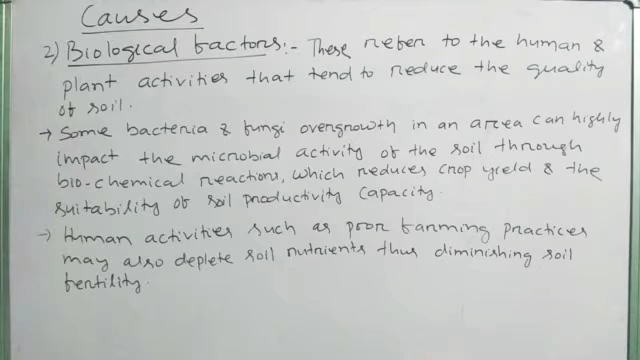 Causes
2) Biological factors:- These refer to the human &
plant activities that tend to reduce the quality
of soil.
→ Some bacteria & fungi overgrowth in an area can highly
impact the microbial activity of the soil through
bio-chemical reactions, which reduces crop yield & the
suitability of soil productivity capacity.
→ Human activities such as poor farming practices
may also deplete soil nutrients thus diminishing soil
fertility.